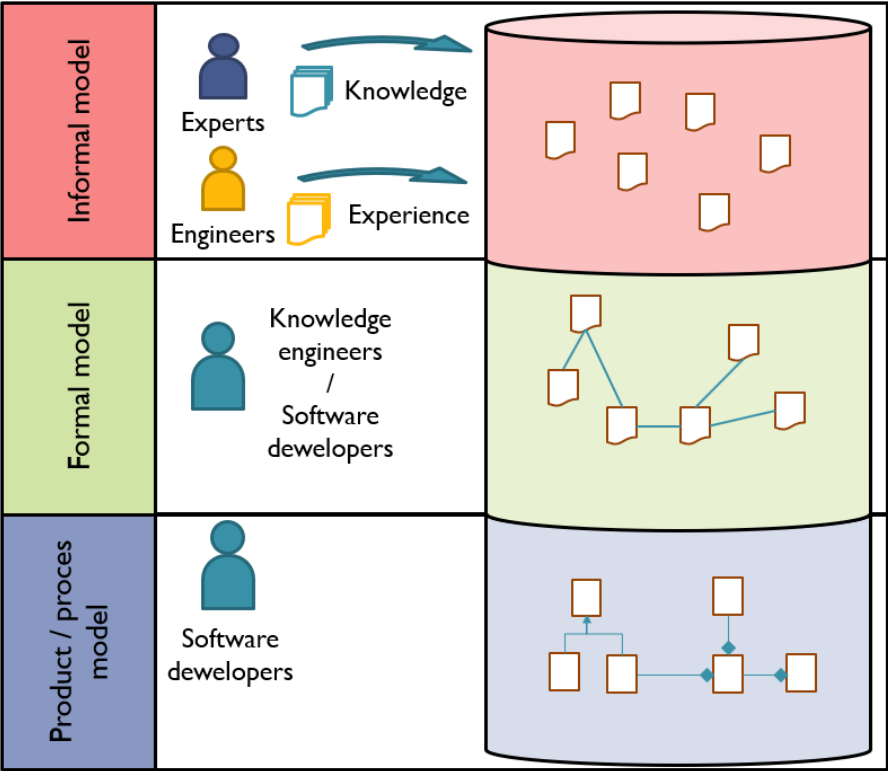 Informal model
Experts
Knowledge
Engineers
Experience
Formal model
Knowledge
engineers
/
Software
dewelopers
Product / proces
model
Software
dewelopers